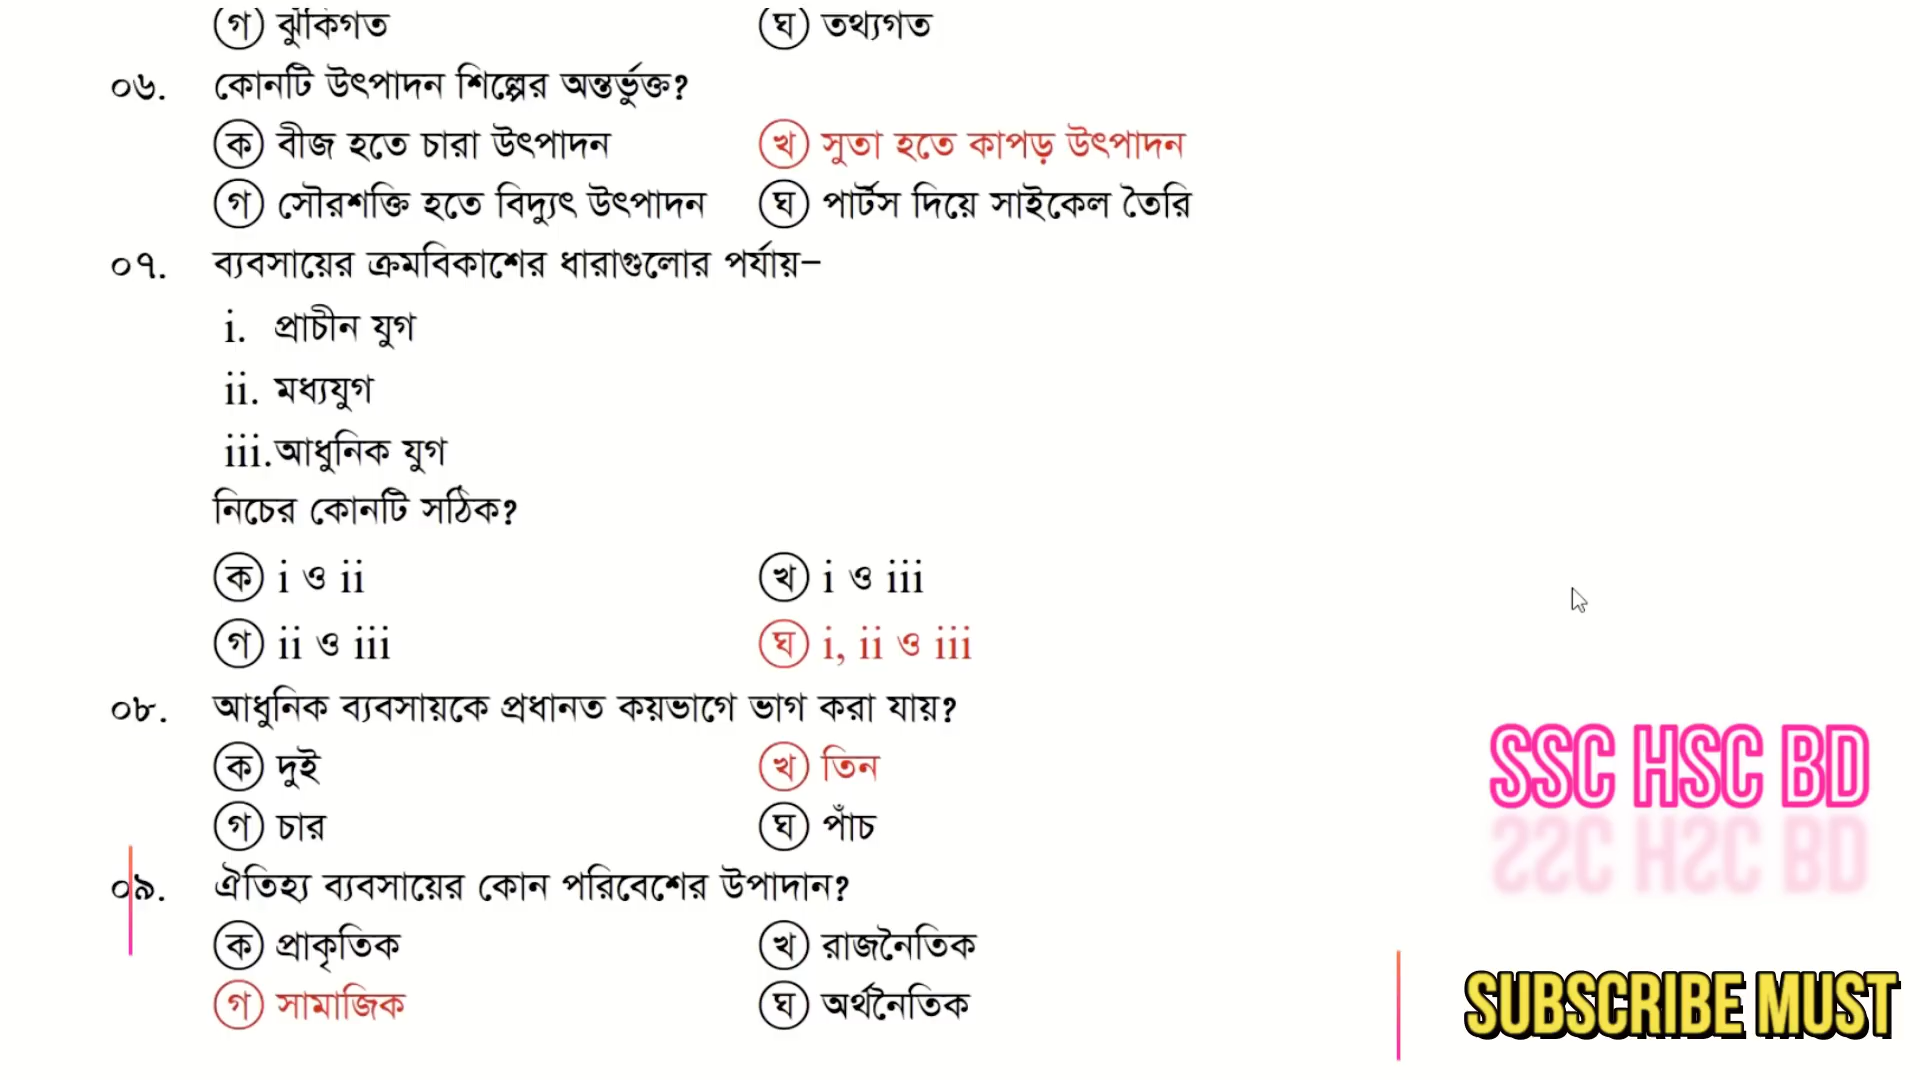 গ ঝুঁকিগত ঘ তথ্যগত
০৬. কোনটি উৎপাদন শিল্পের অন্তর্ভুক্ত?
ক বীজ হতে চারা উৎপাদন খ সুতা হতে কাপড় উৎপাদন
গ সৌরশক্তি হতে বিদ্যুৎ উৎপাদন ঘ পার্টস দিয়ে সাইকেল তৈরি
০৭. ব্যবসায়ের ক্রমবিকাশের ধারাগুলোর পর্যায়–
i. প্রাচীন যুগ
ii. মধ্যযুগ
iii. আধুনিক যুগ
নিচের কোনটি সঠিক?
ক i ও ii খ i ও iii
গ ii ও iii ঘ i, ii ও iii
০৮. আধুনিক ব্যবসায়কে প্রধানত কয়ভাগে ভাগ করা যায়?
ক দুই খ তিন
গ চার ঘ পাঁচ
০৯. ঐতিহ্য ব্যবসায়ের কোন পরিবেশের উপাদান?
ক প্রাকৃতিক খ রাজনৈতিক
গ সামাজিক ঘ অর্থনৈতিক
SSC HSC BD
SUBSCRIBE MUST